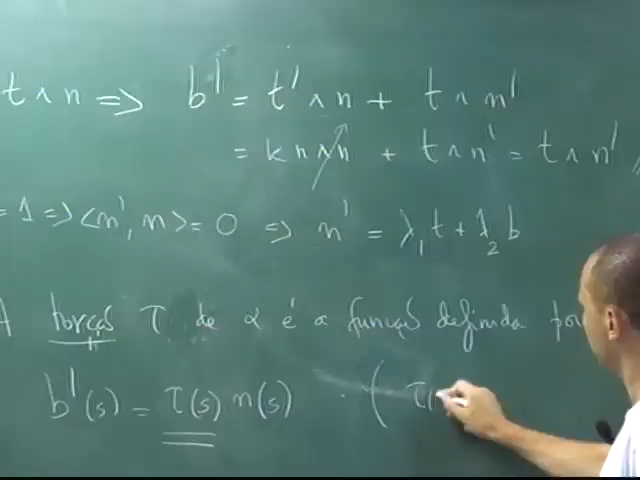 t ∧ n => b' = t' ∧ n + t ∧ n'
= k n ∧ n + t ∧ n' = t ∧ n'
= 1 => <n', n> = 0 => n' = λ₁ t + λ₂ b
A torção τ de α é a função definida por
b'(s) = τ(s) n(s) . ( τ(